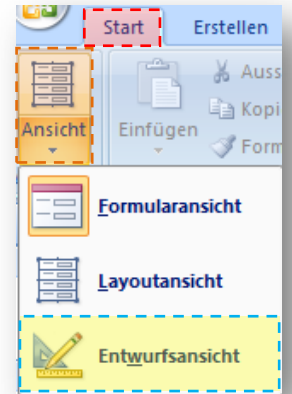 Start Erstellen
Ansicht
Einfügen
Formularansicht
Layoutansicht
Entwurfsansicht